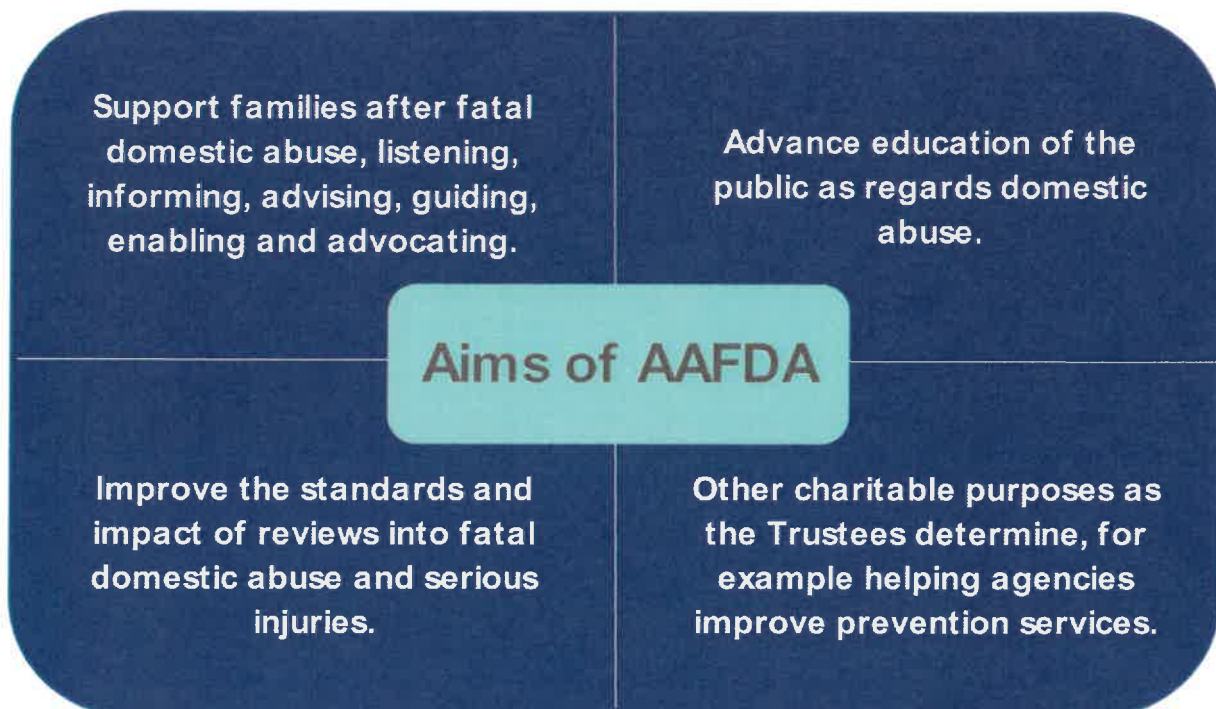 Support families after fatal
domestic abuse, listening,
informing, advising, guiding,
enabling and advocating.
Advance education of the
public as regards domestic
abuse.
Aims of AAFDA
Improve the standards and
impact of reviews into fatal
domestic abuse and serious
injuries.
Other charitable purposes as
the Trustees determine, for
example helping agencies
improve prevention services.